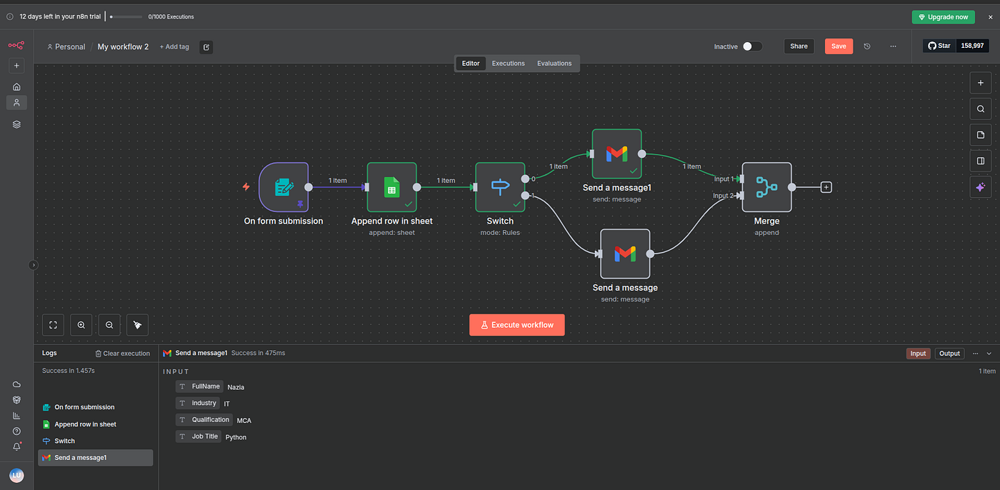 12 days left in your n8n trial
0/1000 Executions
Upgrade now
Personal / My workflow 2 + Add tag
Inactive
Share
Save
Star 158,997
Editor Executions Evaluations
1 item
1 item
1 item
1 item
0
1
Input 1
Input 2
On form submission
Append row in sheet
append: sheet
Switch
mode: Rules
Send a message1
send: message
Send a message
send: message
Merge
append
Execute workflow
Logs
Clear execution
Send a message1 Success in 475ms
Input Output
Success in 1.457s
On form submission
Append row in sheet
Switch
Send a message1
INPUT
1 item
T FullName Nazia
T Industry IT
T Qualification MCA
T Job Title Python
LU